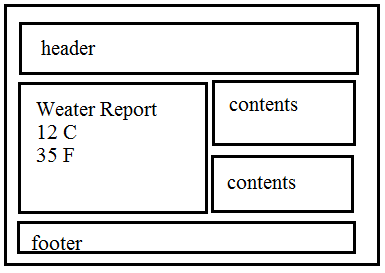 header
Weater Report
12 C
35 F
contents
contents
footer